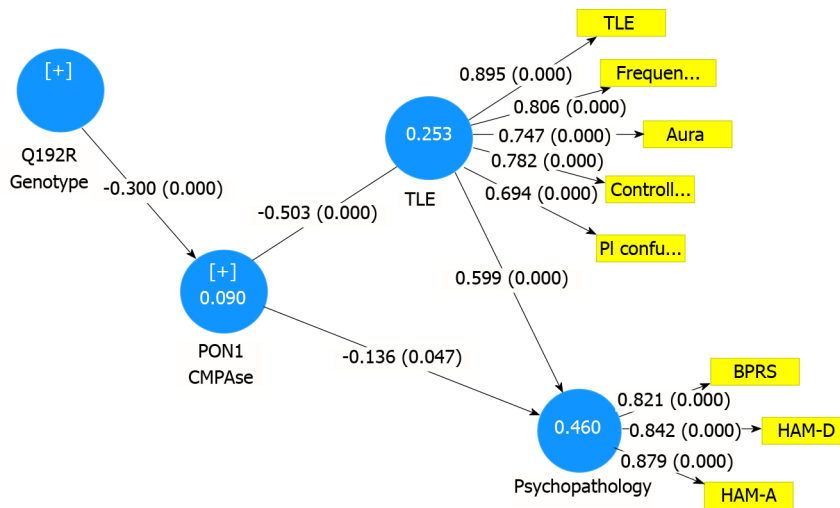 TLE
[+]
0.895 (0.000)
Frequen...
0.806 (0.000)
0.253
0.747 (0.000)
Aura
Q192R
Genotype
0.782 (0.000)
TLE
Controll...
-0.300 (0.000)
0.694 (0.000)
-0.503 (0.000)
Pl confu...
[+]
0.090
0.599 (0.000)
PON1
CMPAse
-0.136 (0.047)
BPRS
0.821 (0.000)
0.460
0.842 (0.000)
HAM-D
0.879 (0.000)
Psychopathology
HAM-A